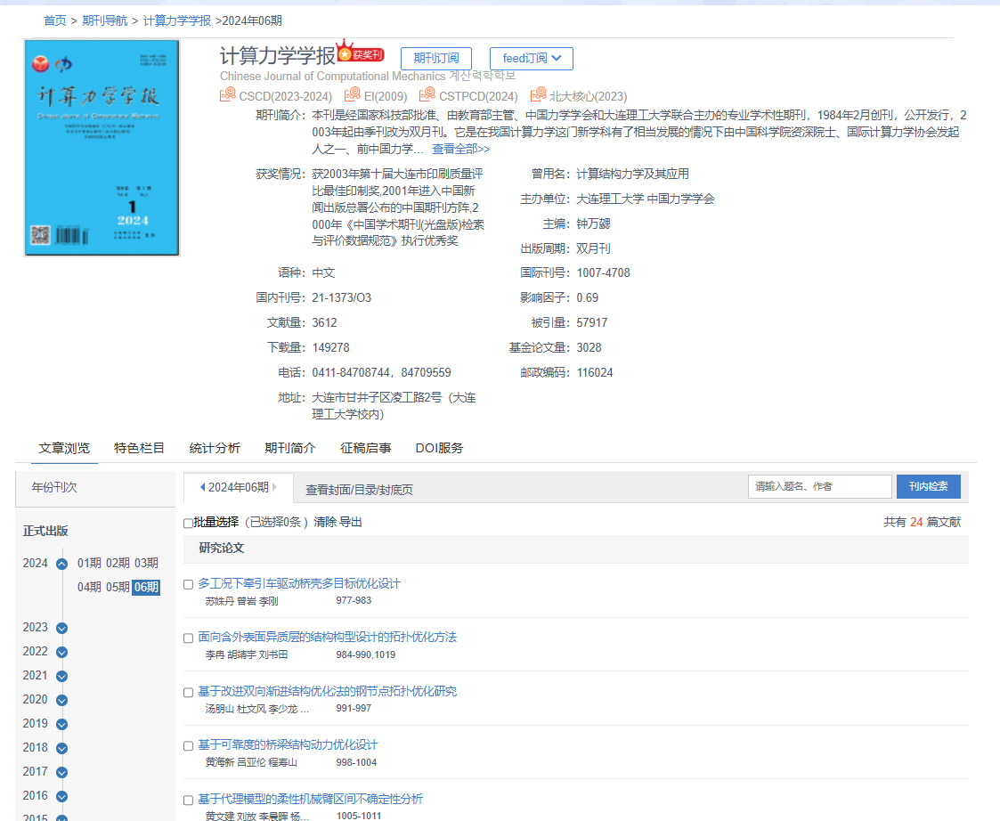 首页 > 期刊导航 > 计算力学学报 >2024年06期
计算力学学报
获奖刊
期刊订阅
feed订阅
Chinese Journal of Computational Mechanics 계산력학학보
CSCD(2023-2024) EI(2009) CSTPCD(2024) 北大核心(2023)
期刊简介： 本刊是经国家科技部批准、由教育部主管、中国力学学会和大连理工大学联合主办的专业学术性期刊，1984年2月创刊，公开发行，2
003年起由季刊改为双月刊。它是在我国计算力学这门新学科有了相当发展的情况下由中国科学院资深院士、国际计算力学协会发起
人之一、前中国力学… 查看全部>>
获奖情况： 获2003年第十届大连市印刷质量评
比最佳印制奖,2001年进入中国新
闻出版总署公布的中国期刊方阵,2
000年《中国学术期刊(光盘版)检索
与评价数据规范》执行优秀奖
曾用名： 计算结构力学及其应用
主办单位： 大连理工大学 中国力学学会
主编： 钟万勰
出版周期： 双月刊
语种： 中文
国际刊号： 1007-4708
国内刊号： 21-1373/O3
影响因子： 0.69
文献量： 3612
被引量： 57917
下载量： 149278
基金论文量： 3028
电话： 0411-84708744，84709559
邮政编码： 116024
地址： 大连市甘井子区凌工路2号（大连
理工大学校内）
计算力学学报
Chinese Journal of Computational Mechanics
1
2024
文章浏览 特色栏目 统计分析 期刊简介 征稿启事 DOI服务
年份刊次
2024年06期
查看封面/目录/封底页
请输入题名、作者
刊内检索
正式出版
2024 01期 02期 03期
04期 05期 06期
2023
2022
2021
2020
2019
2018
2017
2016
2015
批量选择 （已选择0条 ）清除 导出
共有 24 篇文献
研究论文
多工况下牵引车驱动桥壳多目标优化设计
苏姝丹 曾岩 李刚 977-983
面向含外表面异质层的结构构型设计的拓扑优化方法
李冉 胡靖宇 刘书田 984-990,1019
基于改进双向渐进结构优化法的钢节点拓扑优化研究
汤朋山 杜文风 李少龙 ... 991-997
基于可靠度的桥梁结构动力优化设计
黄海新 吕亚伦 程寿山 998-1004
基于代理模型的柔性机械臂区间不确定性分析
黄文建 刘放 李晨晖 杨... 1005-1011